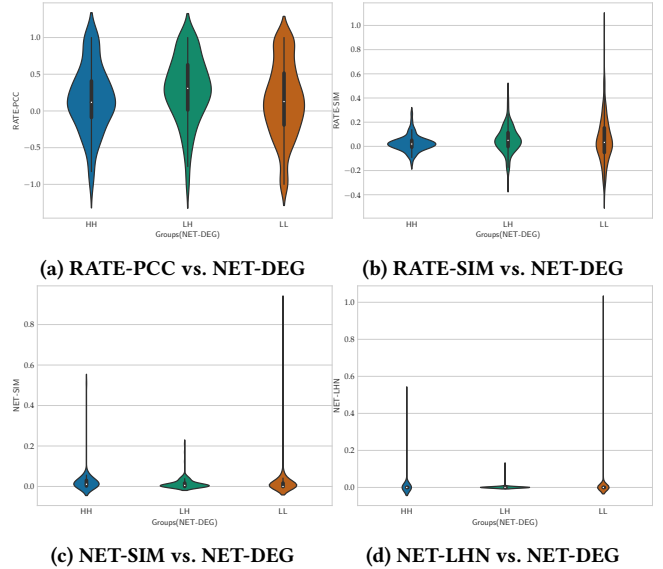 RATE-PCC
1.0
0.5
0.0
−0.5
−1.0
HH
LH
LL
Groups(NET-DEG)
(a) RATE-PCC vs. NET-DEG
RATE-SIM
1.0
0.8
0.6
0.4
0.2
0.0
−0.2
−0.4
HH
LH
LL
Groups(NET-DEG)
(b) RATE-SIM vs. NET-DEG
NET-SIM
0.8
0.6
0.4
0.2
0.0
HH
LH
LL
Groups(NET-DEG)
(c) NET-SIM vs. NET-DEG
NET-LHN
1.0
0.8
0.6
0.4
0.2
0.0
HH
LH
LL
Groups(NET-DEG)
(d) NET-LHN vs. NET-DEG